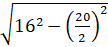 √(16² − (20/2)²)